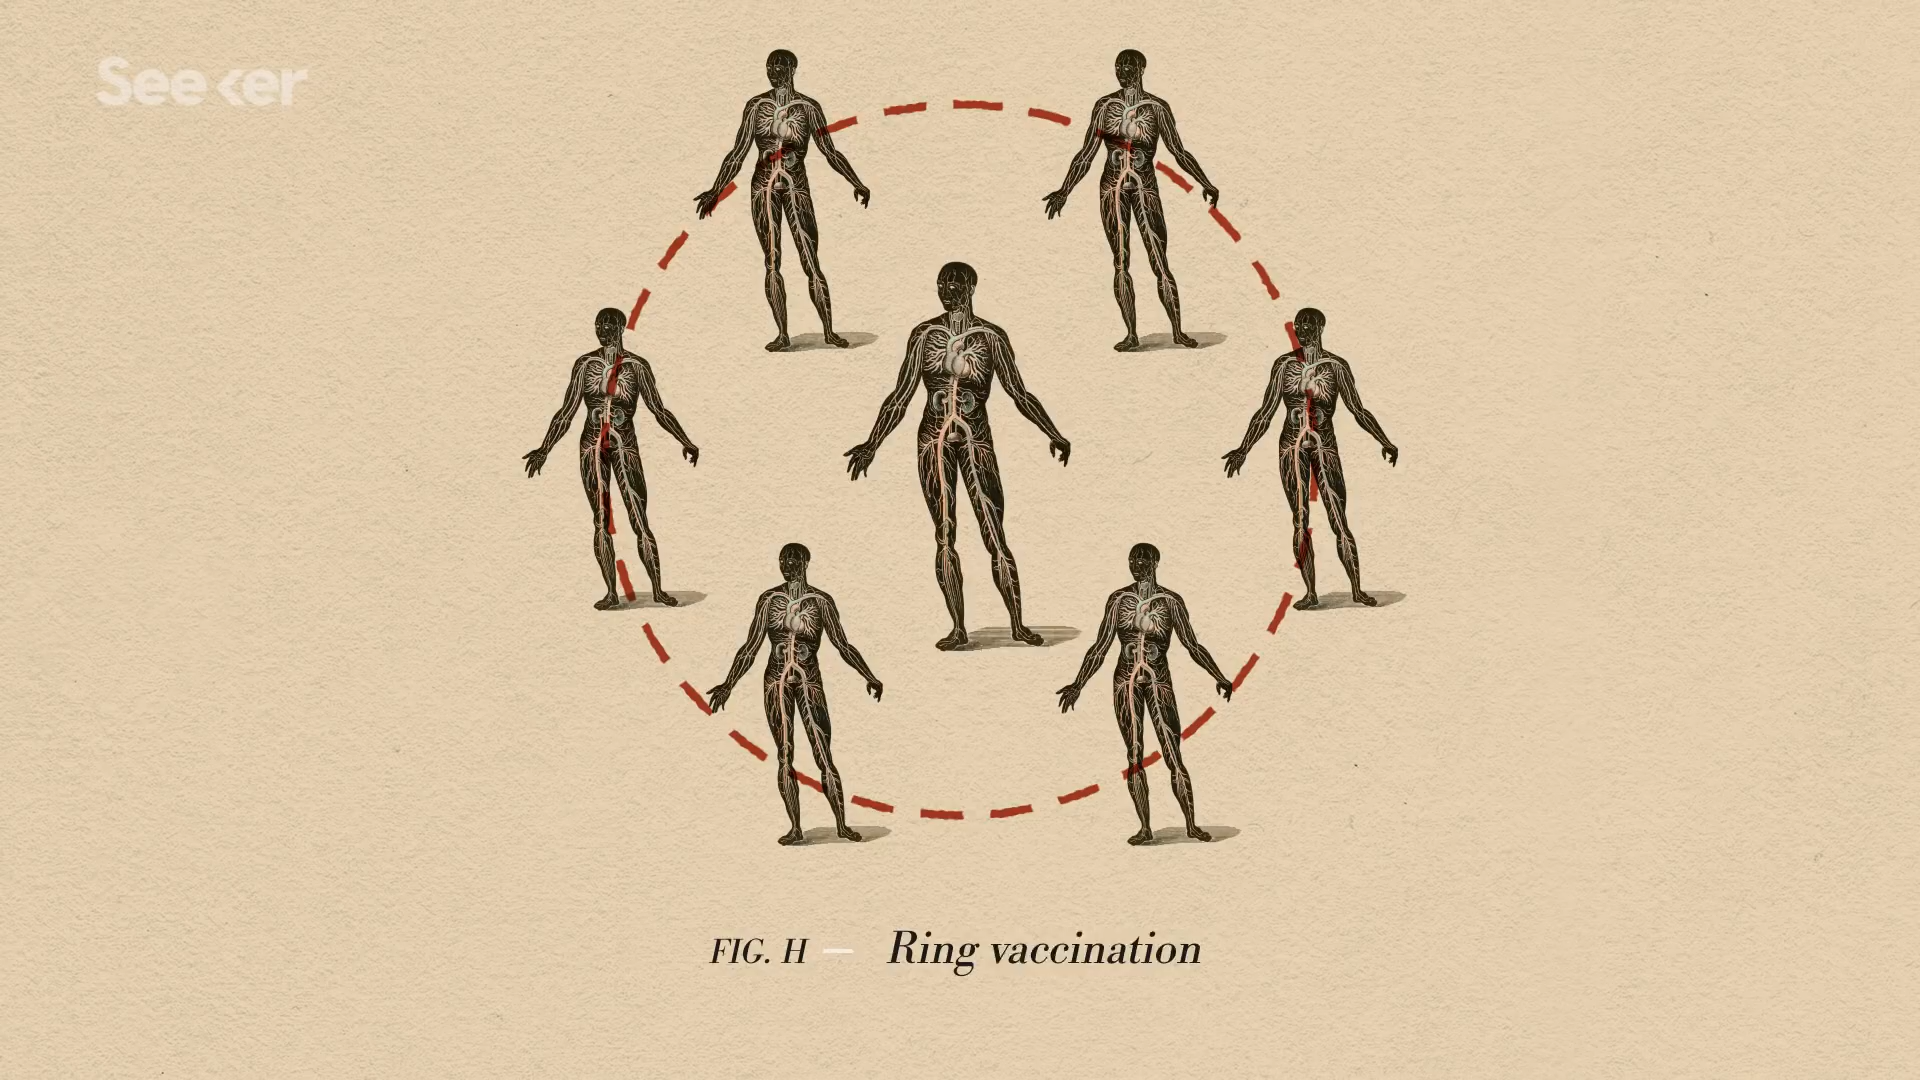 Seeker
FIG. H — Ring vaccination